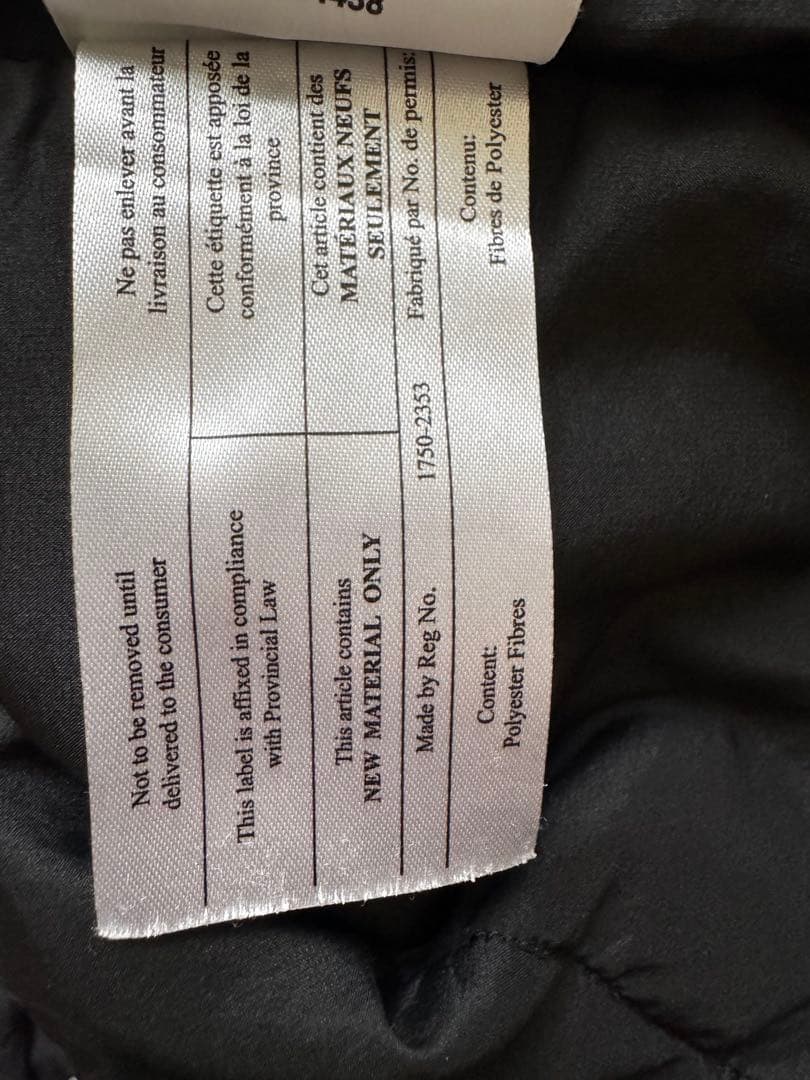 Not to be removed until
delivered to the consumer
Ne pas enlever avant la
livraison au consommateur
This label is affixed in compliance
with Provincial Law
Cette étiquette est apposée
conformément à la loi de la
province
This article contains
NEW MATERIAL ONLY
Cet article contient des
MATERIAUX NEUFS
SEULEMENT
Made by Reg No. 1750-2353 Fabriqué par No. de permis:
Content:
Polyester Fibres
Contenu:
Fibres de Polyester